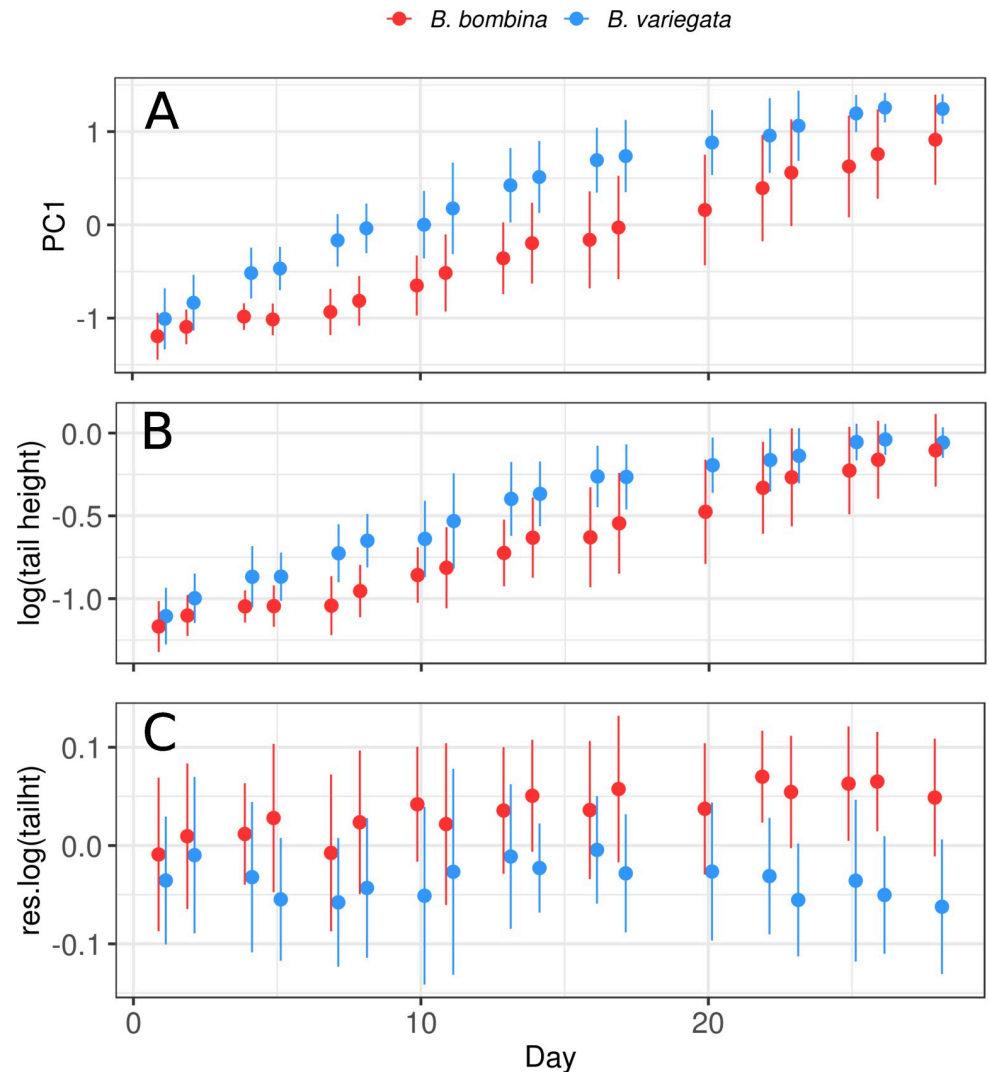 B. bombina B. variegata
A
1
0
-1
PC1
B
0.0
-0.5
-1.0
log(tail height)
C
0.1
0.0
-0.1
res.log(tailht)
0 10 20
Day